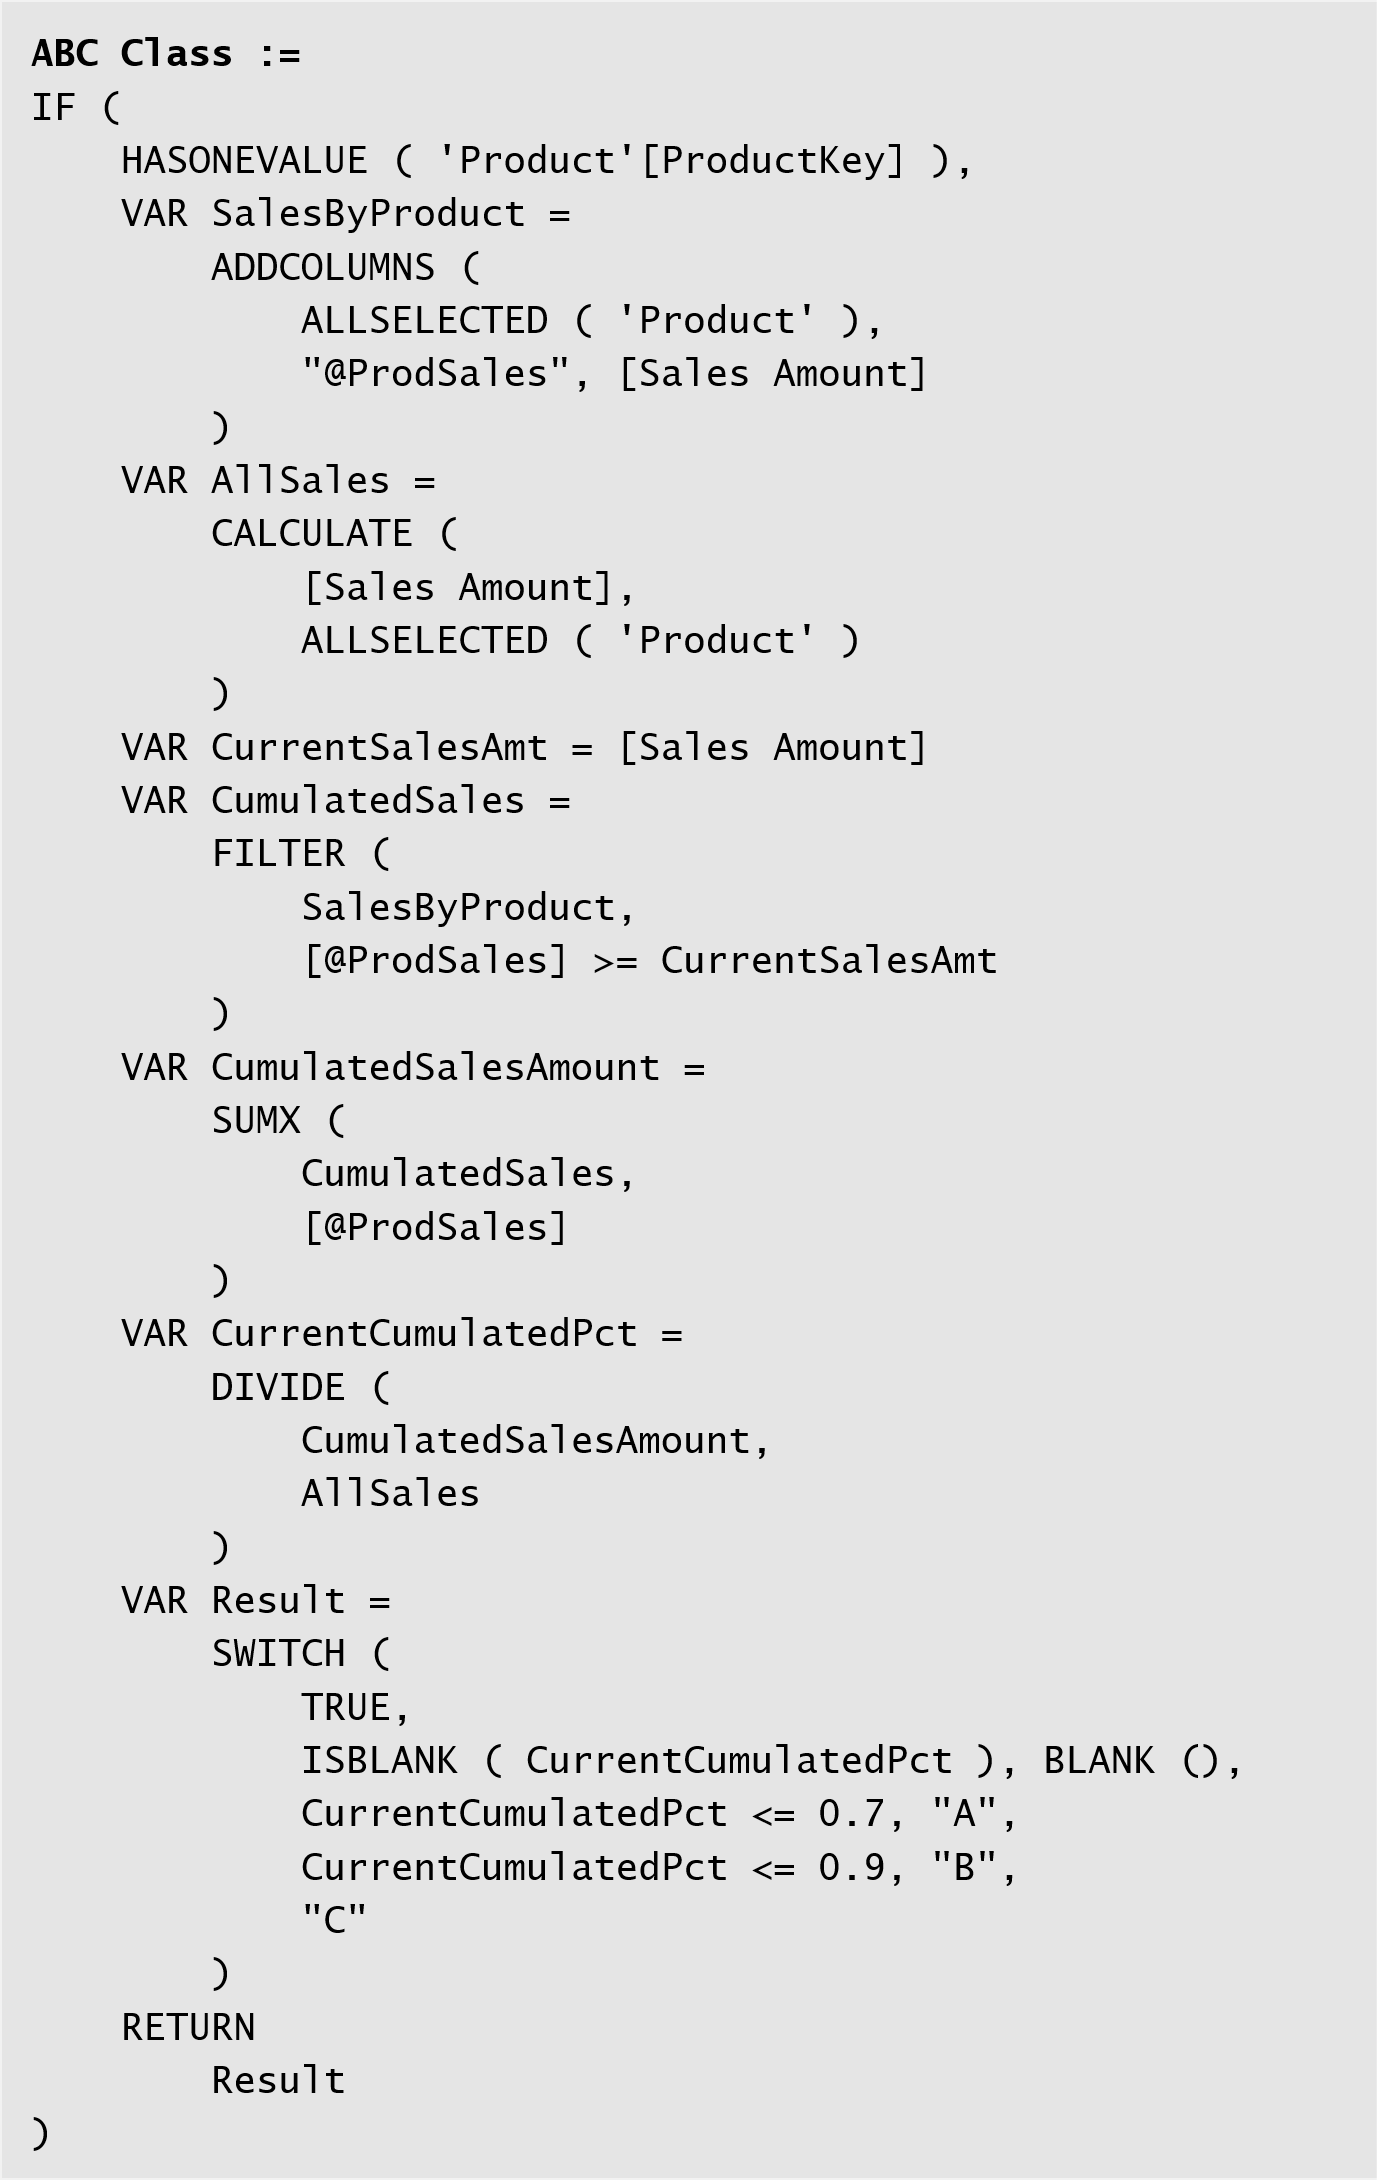 ABC Class :=
IF (
    HASONEVALUE ( 'Product'[ProductKey] ),
    VAR SalesByProduct =
        ADDCOLUMNS (
            ALLSELECTED ( 'Product' ),
            "@ProdSales", [Sales Amount]
        )
    VAR AllSales =
        CALCULATE (
            [Sales Amount],
            ALLSELECTED ( 'Product' )
        )
    VAR CurrentSalesAmt = [Sales Amount]
    VAR CumulatedSales =
        FILTER (
            SalesByProduct,
            [@ProdSales] >= CurrentSalesAmt
        )
    VAR CumulatedSalesAmount =
        SUMX (
            CumulatedSales,
            [@ProdSales]
        )
    VAR CurrentCumulatedPct =
        DIVIDE (
            CumulatedSalesAmount,
            AllSales
        )
    VAR Result =
        SWITCH (
            TRUE,
            ISBLANK ( CurrentCumulatedPct ), BLANK (),
            CurrentCumulatedPct <= 0.7, "A",
            CurrentCumulatedPct <= 0.9, "B",
            "C"
        )
    RETURN
        Result
)